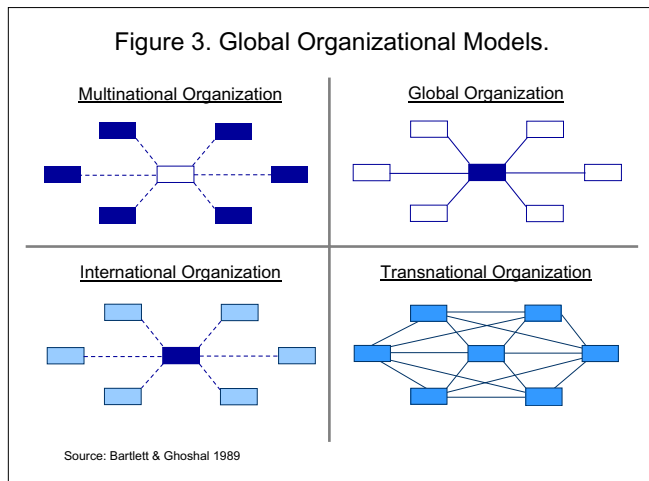 Figure 3. Global Organizational Models.
Multinational Organization
Global Organization
International Organization
Transnational Organization
Source: Bartlett & Ghoshal 1989